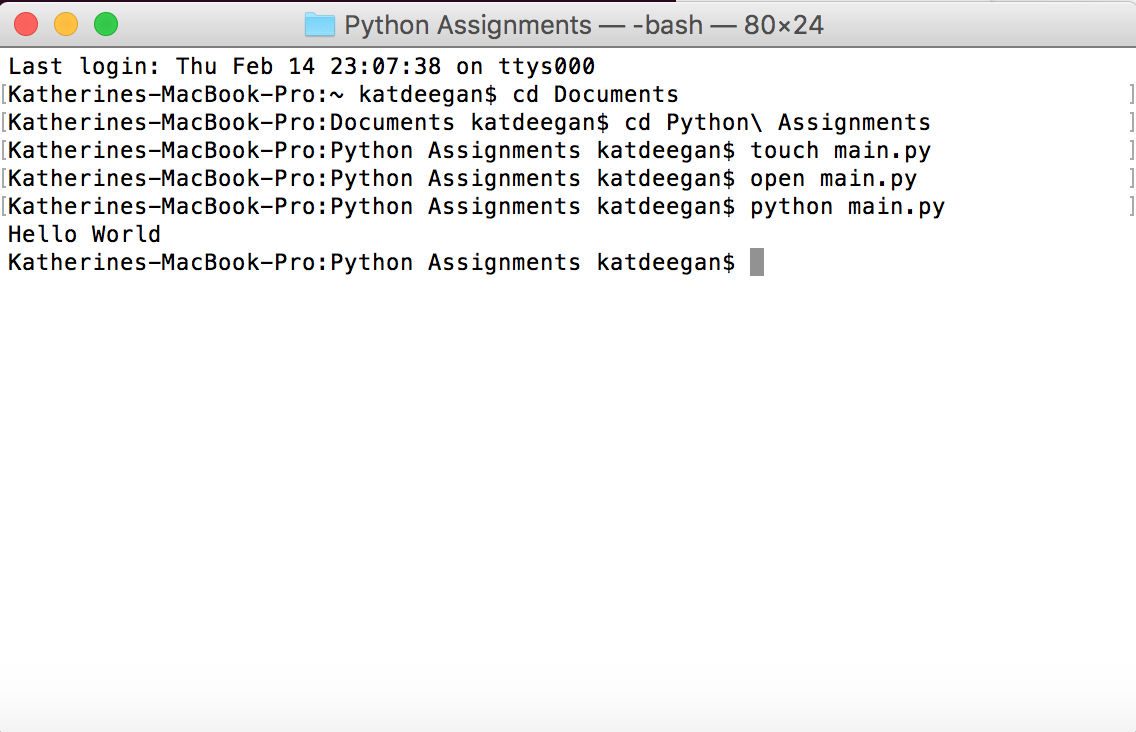 Python Assignments — -bash — 80×24
Last login: Thu Feb 14 23:07:38 on ttys000
[Katherines-MacBook-Pro:~ katdeegan$ cd Documents ]
[Katherines-MacBook-Pro:Documents katdeegan$ cd Python\ Assignments ]
[Katherines-MacBook-Pro:Python Assignments katdeegan$ touch main.py ]
[Katherines-MacBook-Pro:Python Assignments katdeegan$ open main.py ]
[Katherines-MacBook-Pro:Python Assignments katdeegan$ python main.py ]
Hello World
Katherines-MacBook-Pro:Python Assignments katdeegan$